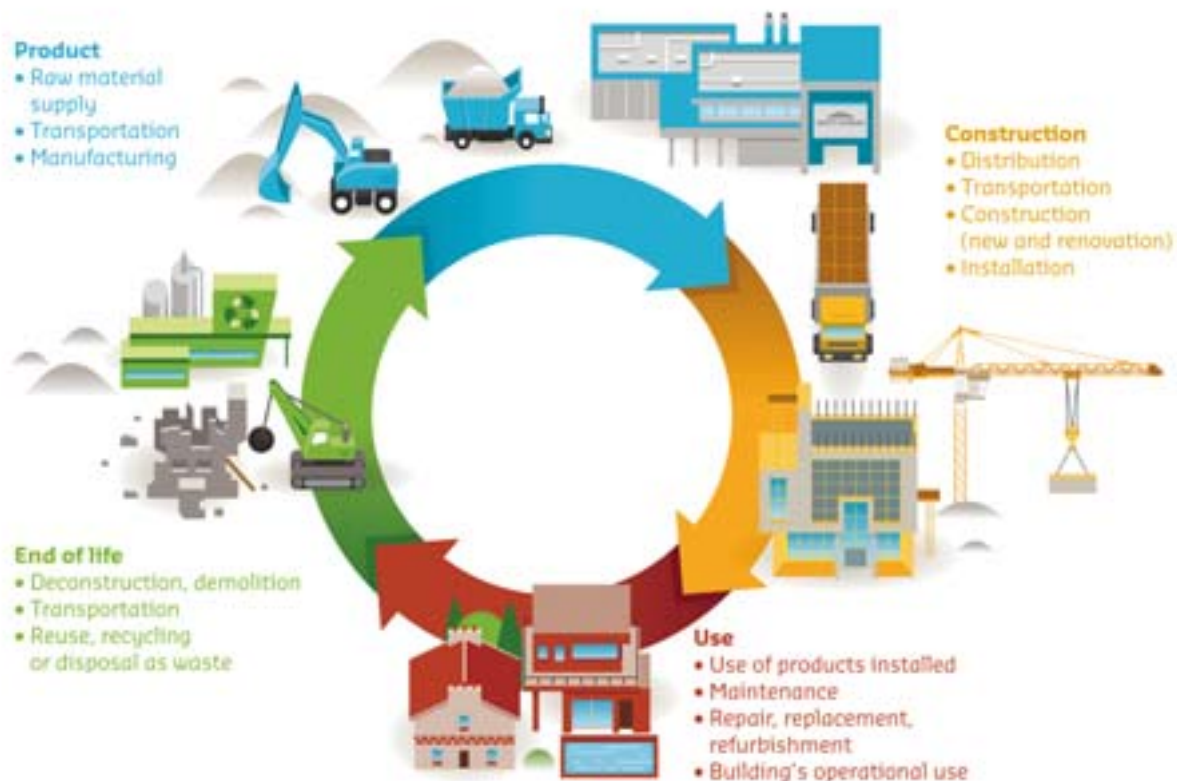 Product
• Raw material
supply
• Transportation
• Manufacturing
Construction
• Distribution
• Transportation
• Construction
(new and renovation)
• Installation
End of life
• Deconstruction, demolition
• Transportation
• Reuse, recycling
or disposal as waste
Use
• Use of products installed
• Maintenance
• Repair, replacement,
refurbishment
• Building's operational use